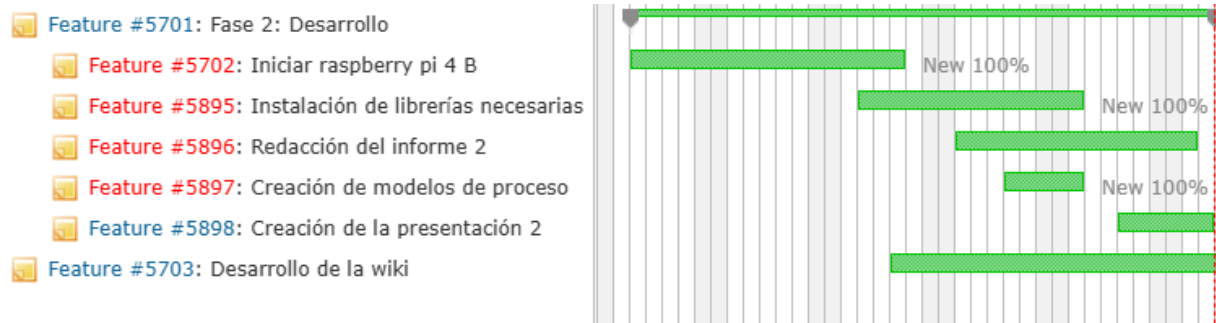 Feature #5701: Fase 2: Desarrollo
Feature #5702: Iniciar raspberry pi 4 B New 100%
Feature #5895: Instalación de librerías necesarias New 100%
Feature #5896: Redacción del informe 2
Feature #5897: Creación de modelos de proceso New 100%
Feature #5898: Creación de la presentación 2
Feature #5703: Desarrollo de la wiki